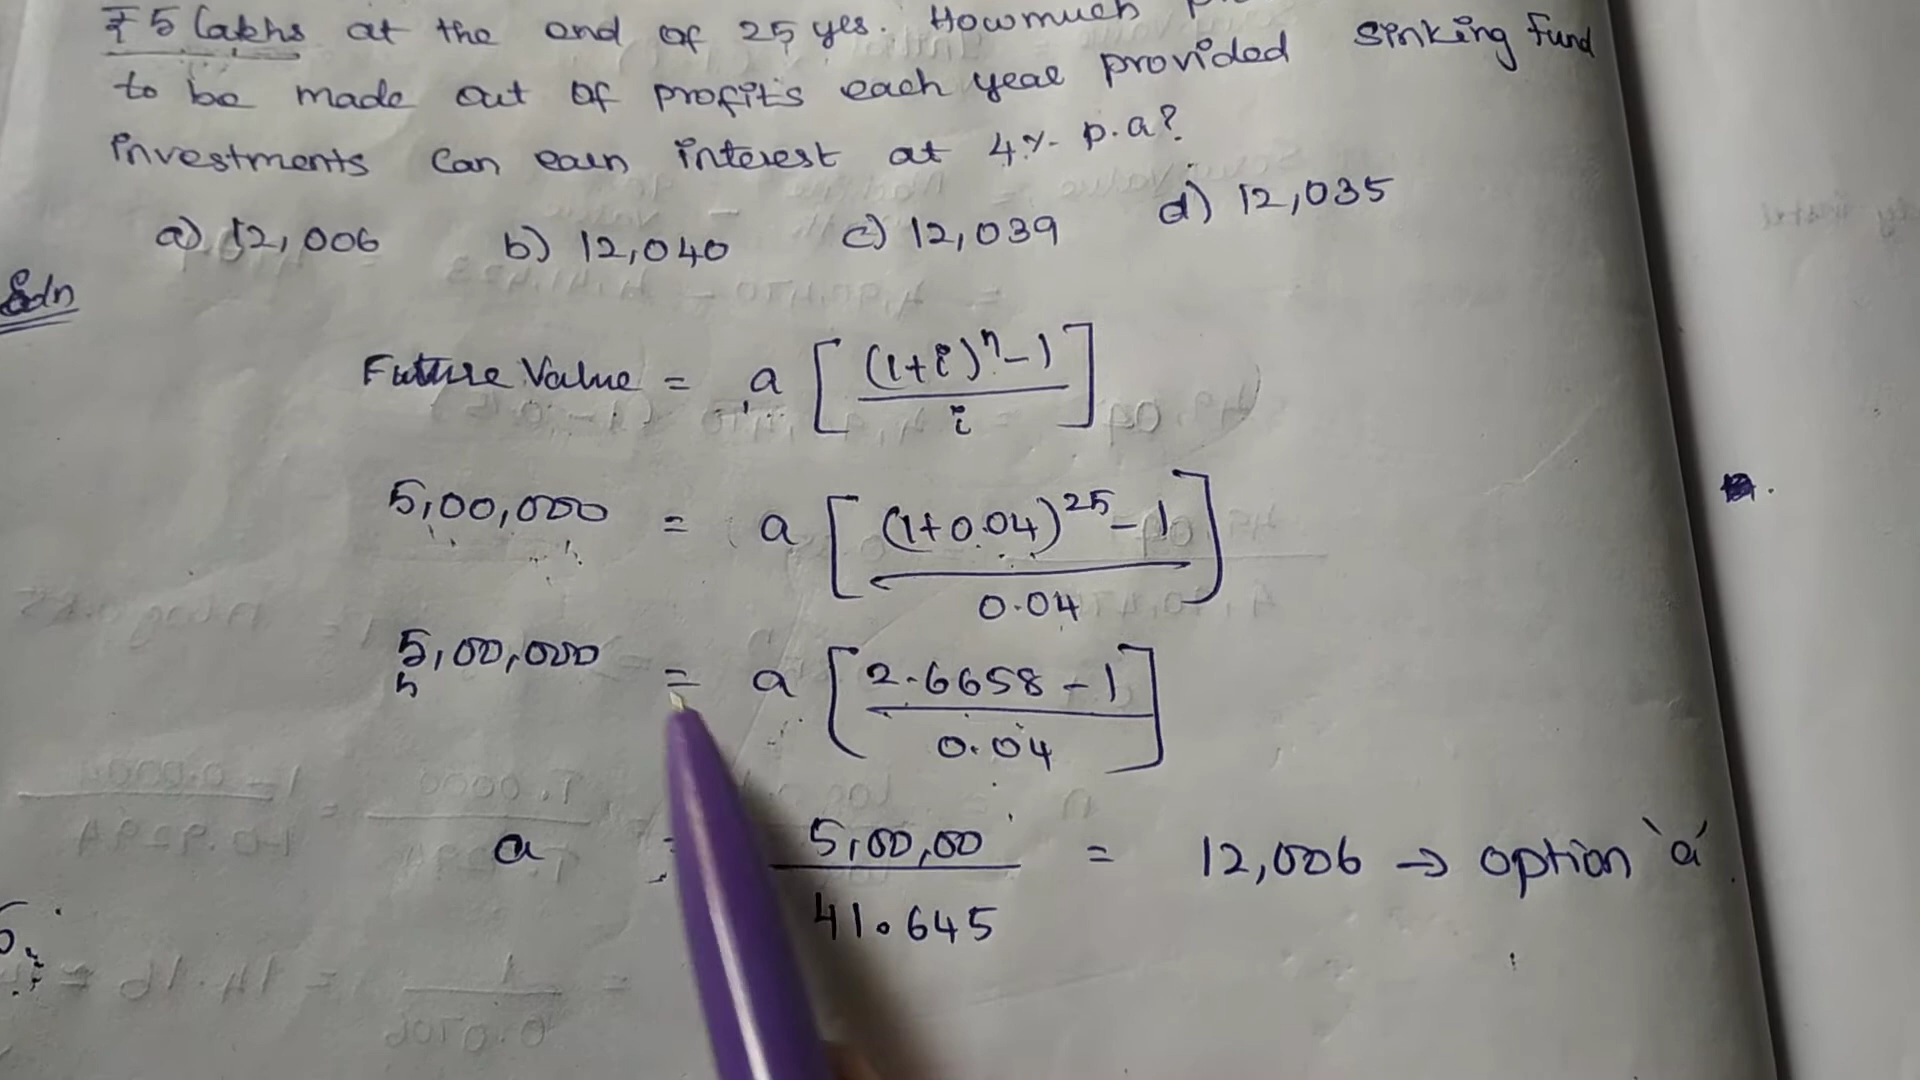 ₹5 lakhs at the end of 25 yes. How much
to be made out of profits each year provided sinking fund
investments can earn interest at 4% p.a?
a) 12,006 b) 12,040 c) 12,039 d) 12,035
Soln
Future Value = a [ (1+i)^n - 1 / i ]
5,00,000 = a [ (1+0.04)^25 - 1 / 0.04 ]
5,00,000 = a [ 2.6658 - 1 / 0.04 ]
a = 5,00,00 / 41.645 = 12,006 → option 'a'